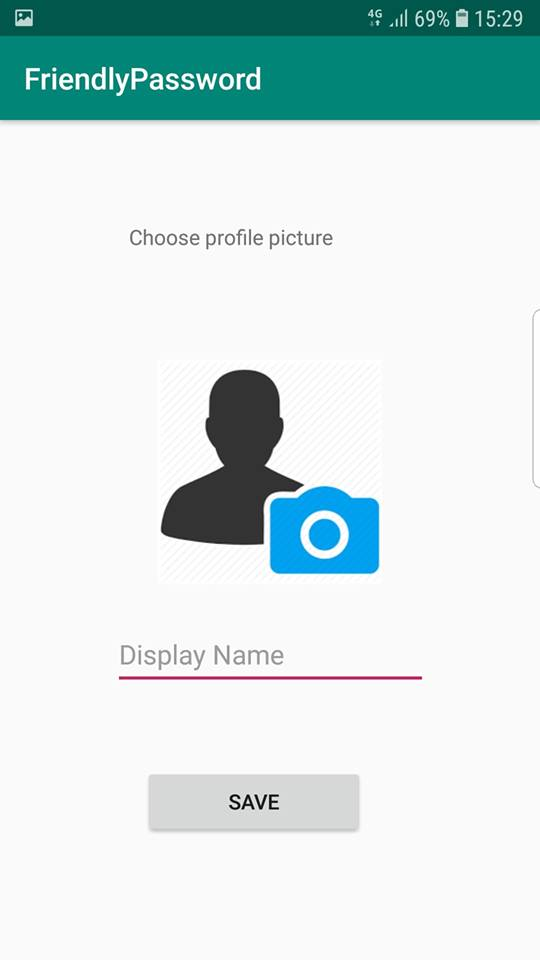 4G 69% 15:29
FriendlyPassword
Choose profile picture
Display Name
SAVE